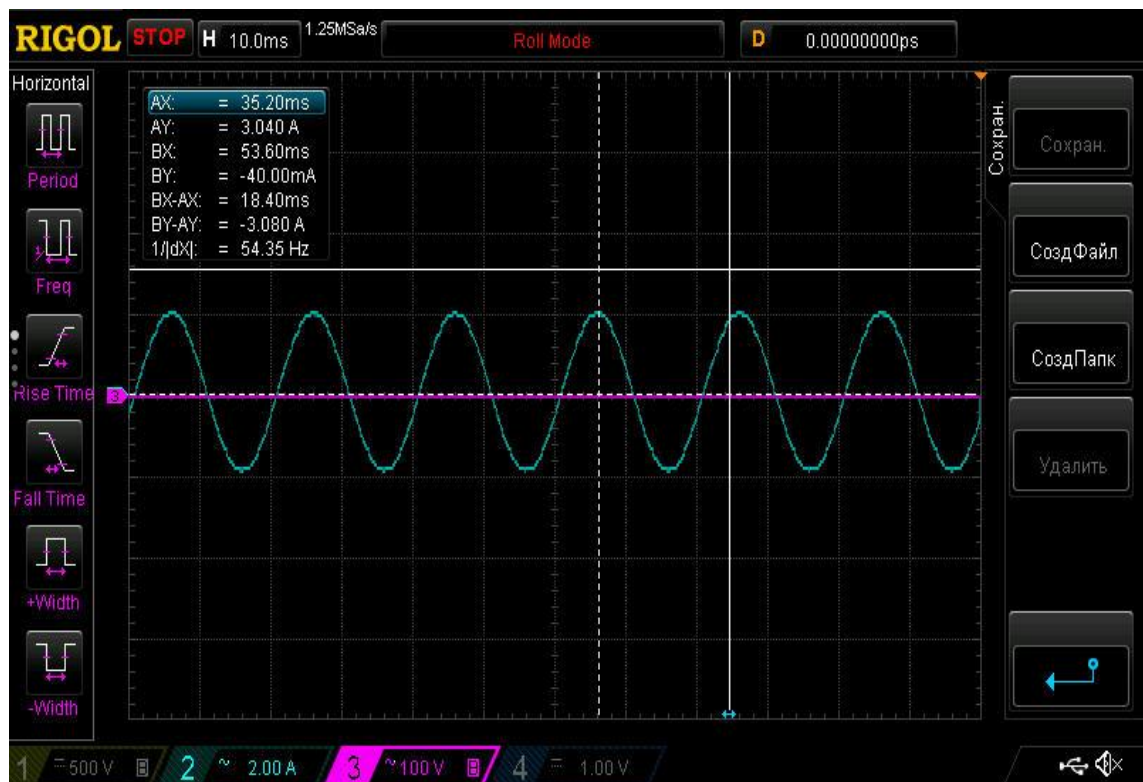 RIGOL STOP H 10.0ms 1.25MSa/s Roll Mode D 0.00000000ps
Horizontal
Period
Freq
Rise Time
Fall Time
+Width
-Width
AX: = 35.20ms
AY: = 3.040 A
BX: = 53.60ms
BY: = -40.00mA
BX-AX: = 18.40ms
BY-AY: = -3.080 A
1/|dX|: = 54.35 Hz
3
Сохран.
Сохран.
СоздФайл
СоздПапк
Удалить
1 500 V B 2 ~ 2.00 A 3 ~100 V B 4 = 1.00 V